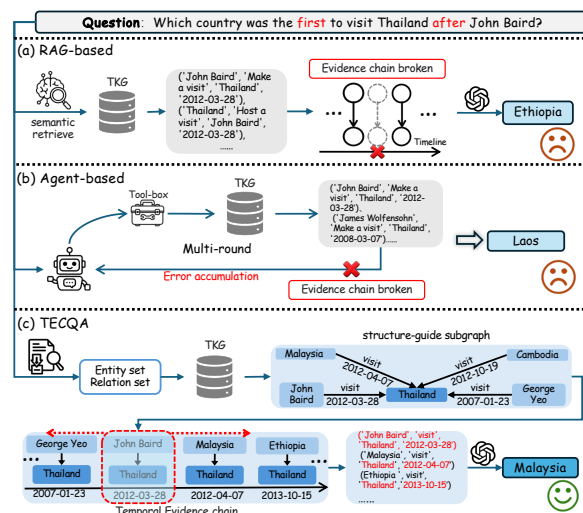 Question: Which country was the first to visit Thailand after John Baird?
(a) RAG-based
semantic
retrieve
TKG
('John Baird', 'Make
a visit', 'Thailand',
'2012-03-28'),
('Thailand', 'Host a
visit', 'John Baird',
'2012-03-28'),
......
Evidence chain broken
...
...
Timeline
Ethiopia
(b) Agent-based
Tool-box
TKG
Multi-round
('John Baird', 'Make a
visit', 'Thailand', '2012-
03-28'),
('James Wolfensohn',
'Make a visit', 'Thailand',
'2008-03-07')......
Error accumulation
Evidence chain broken
Laos
(c) TECQA
Entity set
Relation set
TKG
structure-guide subgraph
Malaysia
visit
2012-04-07
Cambodia
visit
2012-10-19
John
Baird
visit
2012-03-28
Thailand
visit
2007-01-23
George
Yeo
George Yeo
John Baird
Malaysia
Ethiopia
...
Thailand
Thailand
Thailand
Thailand
...
2007-01-23
2012-03-28
2012-04-07
2013-10-15
Temporal Evidence chain
('John Baird', 'visit',
'Thailand', '2012-03-28')
('Malaysia', 'visit',
'Thailand','2012-04-07')
(Ethiopia', 'visit',
'Thailand','2013-10-15')
......
Malaysia